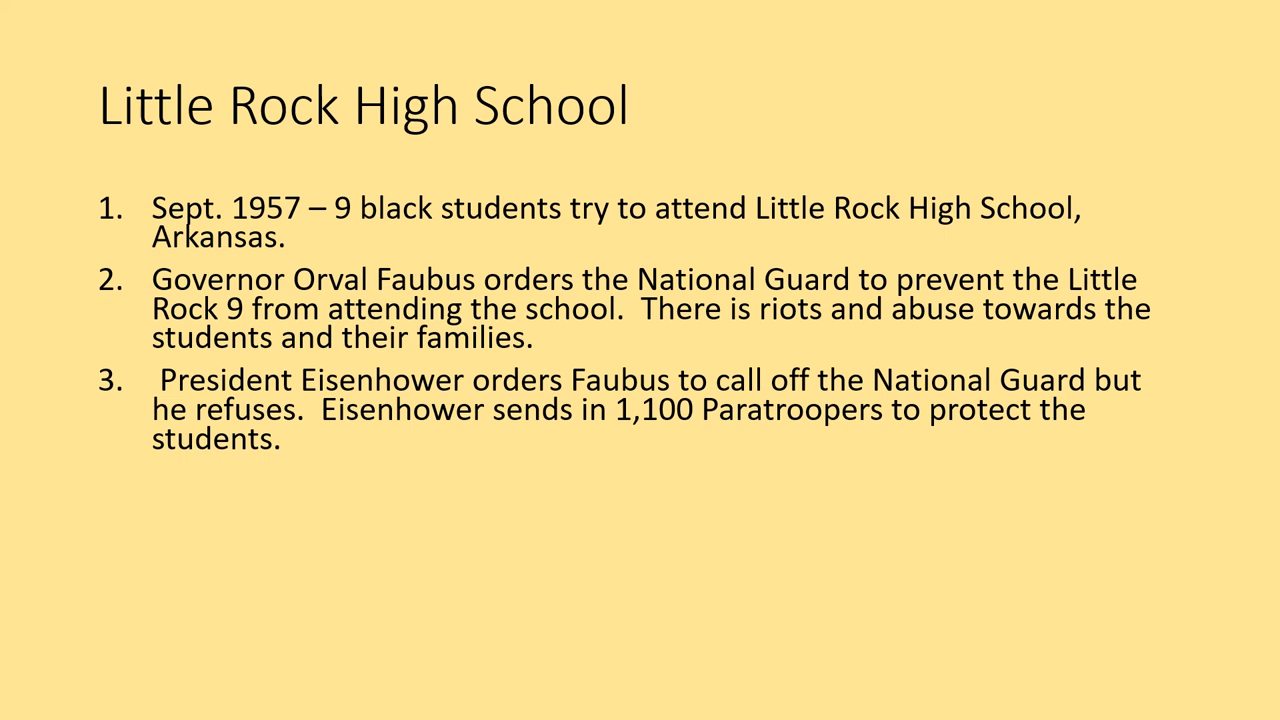 Little Rock High School
1. Sept. 1957 – 9 black students try to attend Little Rock High School,
Arkansas.
2. Governor Orval Faubus orders the National Guard to prevent the Little
Rock 9 from attending the school.  There is riots and abuse towards the
students and their families.
3.  President Eisenhower orders Faubus to call off the National Guard but
he refuses.  Eisenhower sends in 1,100 Paratroopers to protect the
students.